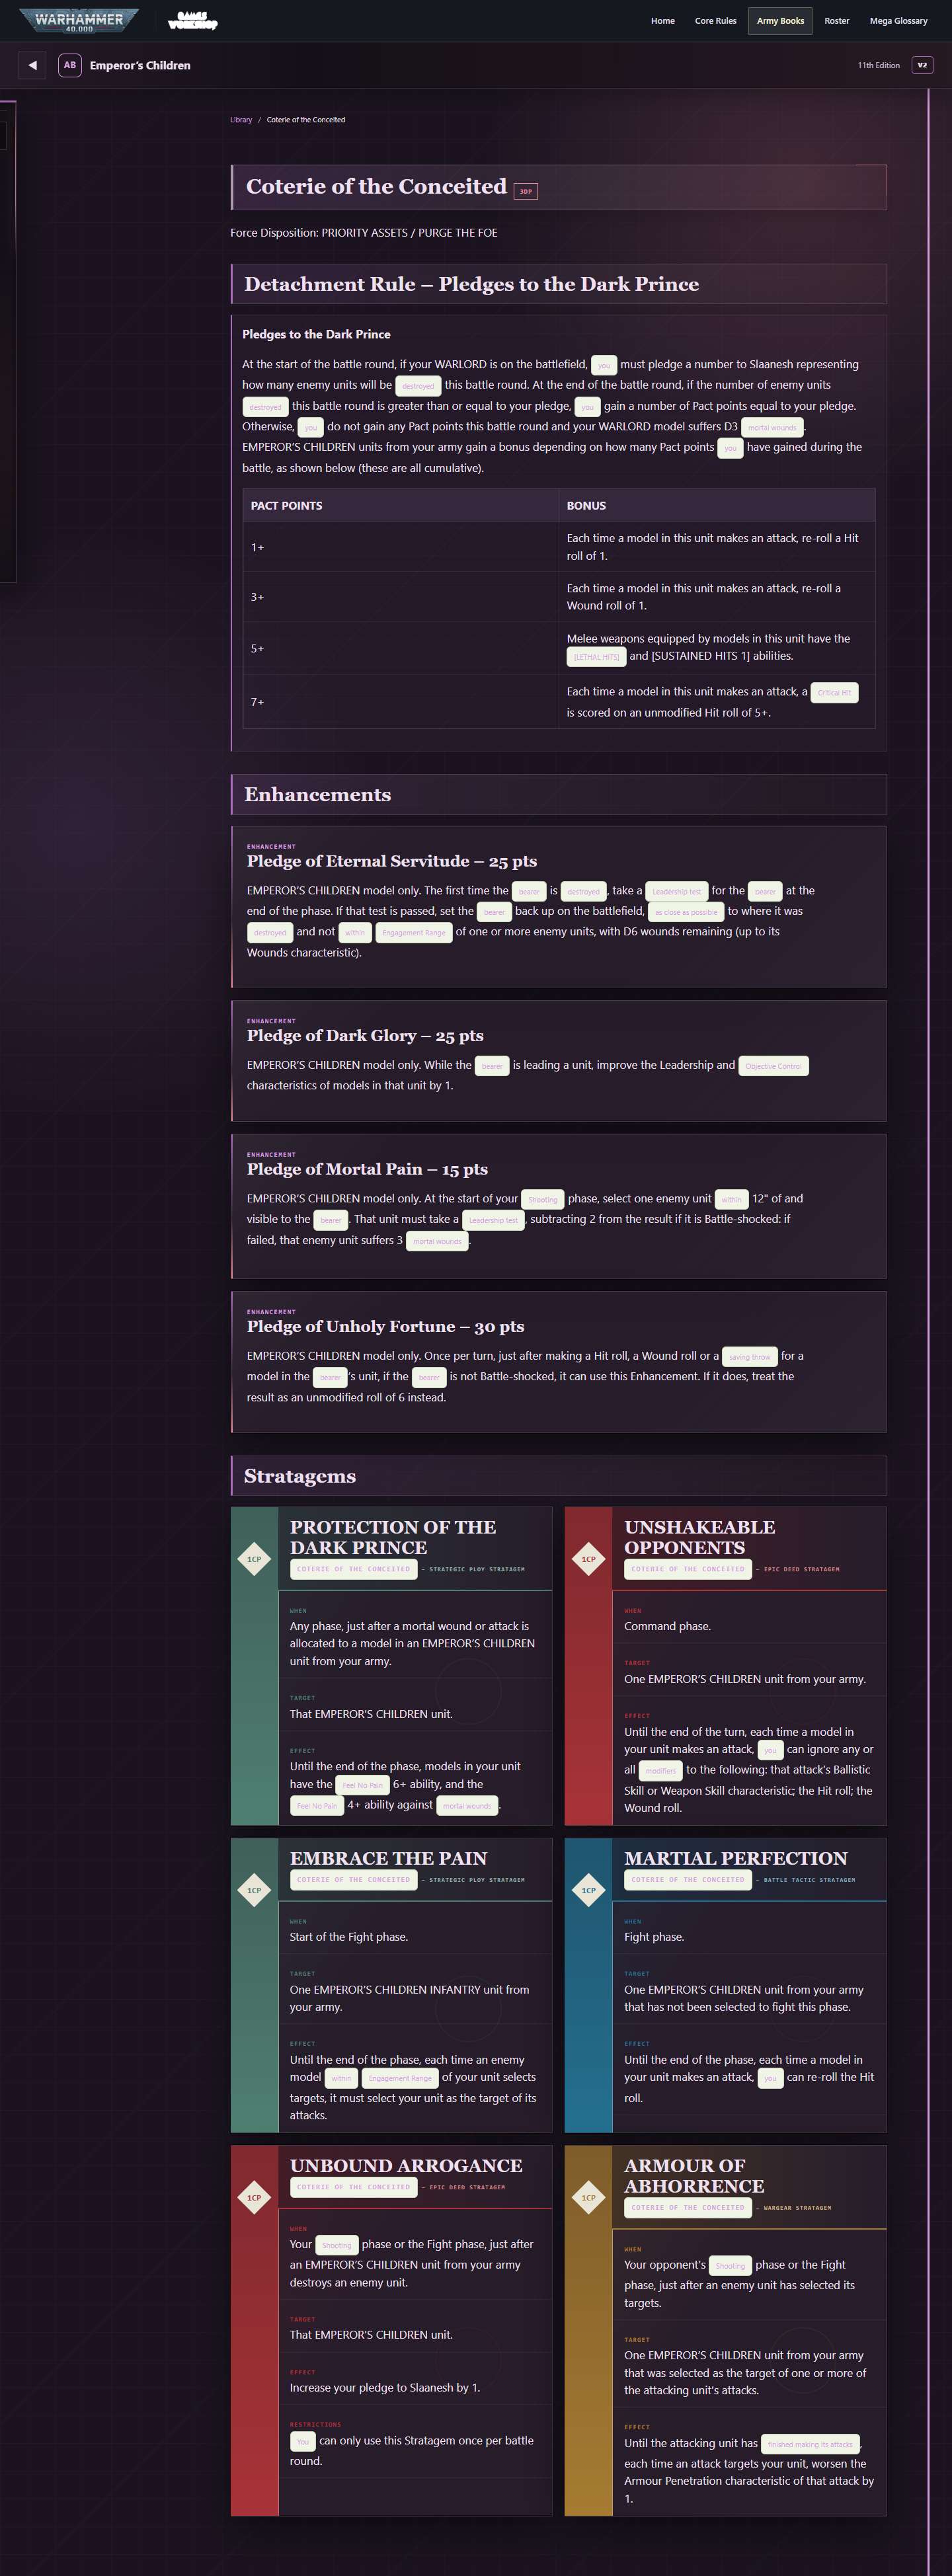 WARHAMMER
40,000
GAMES
WORKSHOP
Home
Core Rules
Army Books
Roster
Mega Glossary
◀
AB
Emperor's Children
11th Edition
V2
Library / Coterie of the Conceited
Coterie of the Conceited 3DP
Force Disposition: PRIORITY ASSETS / PURGE THE FOE
Detachment Rule – Pledges to the Dark Prince
Pledges to the Dark Prince
At the start of the battle round, if your WARLORD is on the battlefield, you must pledge a number to Slaanesh representing
how many enemy units will be destroyed this battle round. At the end of the battle round, if the number of enemy units
destroyed this battle round is greater than or equal to your pledge, you gain a number of Pact points equal to your pledge.
Otherwise, you do not gain any Pact points this battle round and your WARLORD model suffers D3 mortal wounds.
EMPEROR'S CHILDREN units from your army gain a bonus depending on how many Pact points you have gained during the
battle, as shown below (these are all cumulative).
PACT POINTS
BONUS
1+
Each time a model in this unit makes an attack, re-roll a Hit
roll of 1.
3+
Each time a model in this unit makes an attack, re-roll a
Wound roll of 1.
5+
Melee weapons equipped by models in this unit have the
[LETHAL HITS] and [SUSTAINED HITS 1] abilities.
7+
Each time a model in this unit makes an attack, a Critical Hit
is scored on an unmodified Hit roll of 5+.
Enhancements
ENHANCEMENT
Pledge of Eternal Servitude – 25 pts
EMPEROR'S CHILDREN model only. The first time the bearer is destroyed, take a Leadership test for the bearer at the
end of the phase. If that test is passed, set the bearer back up on the battlefield, as close as possible to where it was
destroyed and not within Engagement Range of one or more enemy units, with D6 wounds remaining (up to its
Wounds characteristic).
ENHANCEMENT
Pledge of Dark Glory – 25 pts
EMPEROR'S CHILDREN model only. While the bearer is leading a unit, improve the Leadership and Objective Control
characteristics of models in that unit by 1.
ENHANCEMENT
Pledge of Mortal Pain – 15 pts
EMPEROR'S CHILDREN model only. At the start of your Shooting phase, select one enemy unit within 12" of and
visible to the bearer. That unit must take a Leadership test, subtracting 2 from the result if it is Battle-shocked: if
failed, that enemy unit suffers 3 mortal wounds.
ENHANCEMENT
Pledge of Unholy Fortune – 30 pts
EMPEROR'S CHILDREN model only. Once per turn, just after making a Hit roll, a Wound roll or a saving throw for a
model in the bearer's unit, if the bearer is not Battle-shocked, it can use this Enhancement. If it does, treat the
result as an unmodified roll of 6 instead.
Stratagems
1CP
PROTECTION OF THE
DARK PRINCE
COTERIE OF THE CONCEITED – STRATEGIC PLOY STRATAGEM
WHEN
Any phase, just after a mortal wound or attack is
allocated to a model in an EMPEROR'S CHILDREN
unit from your army.
TARGET
That EMPEROR'S CHILDREN unit.
EFFECT
Until the end of the phase, models in your unit
have the Feel No Pain 6+ ability, and the
Feel No Pain 4+ ability against mortal wounds.
1CP
UNSHAKEABLE
OPPONENTS
COTERIE OF THE CONCEITED – EPIC DEED STRATAGEM
WHEN
Command phase.
TARGET
One EMPEROR'S CHILDREN unit from your army.
EFFECT
Until the end of the turn, each time a model in
your unit makes an attack, you can ignore any or
all modifiers to the following: that attack's Ballistic
Skill or Weapon Skill characteristic; the Hit roll; the
Wound roll.
1CP
EMBRACE THE PAIN
COTERIE OF THE CONCEITED – STRATEGIC PLOY STRATAGEM
WHEN
Start of the Fight phase.
TARGET
One EMPEROR'S CHILDREN INFANTRY unit from
your army.
EFFECT
Until the end of the phase, each time an enemy
model within Engagement Range of your unit selects
targets, it must select your unit as the target of its
attacks.
1CP
MARTIAL PERFECTION
COTERIE OF THE CONCEITED – BATTLE TACTIC STRATAGEM
WHEN
Fight phase.
TARGET
One EMPEROR'S CHILDREN unit from your army
that has not been selected to fight this phase.
EFFECT
Until the end of the phase, each time a model in
your unit makes an attack, you can re-roll the Hit
roll.
1CP
UNBOUND ARROGANCE
COTERIE OF THE CONCEITED – EPIC DEED STRATAGEM
WHEN
Your Shooting phase or the Fight phase, just after
an EMPEROR'S CHILDREN unit from your army
destroys an enemy unit.
TARGET
That EMPEROR'S CHILDREN unit.
EFFECT
Increase your pledge to Slaanesh by 1.
RESTRICTIONS
You can only use this Stratagem once per battle
round.
1CP
ARMOUR OF
ABHORRENCE
COTERIE OF THE CONCEITED – WARGEAR STRATAGEM
WHEN
Your opponent's Shooting phase or the Fight
phase, just after an enemy unit has selected its
targets.
TARGET
One EMPEROR'S CHILDREN unit from your army
that was selected as the target of one or more of
the attacking unit's attacks.
EFFECT
Until the attacking unit has finished making its attacks,
each time an attack targets your unit, worsen the
Armour Penetration characteristic of that attack by
1.